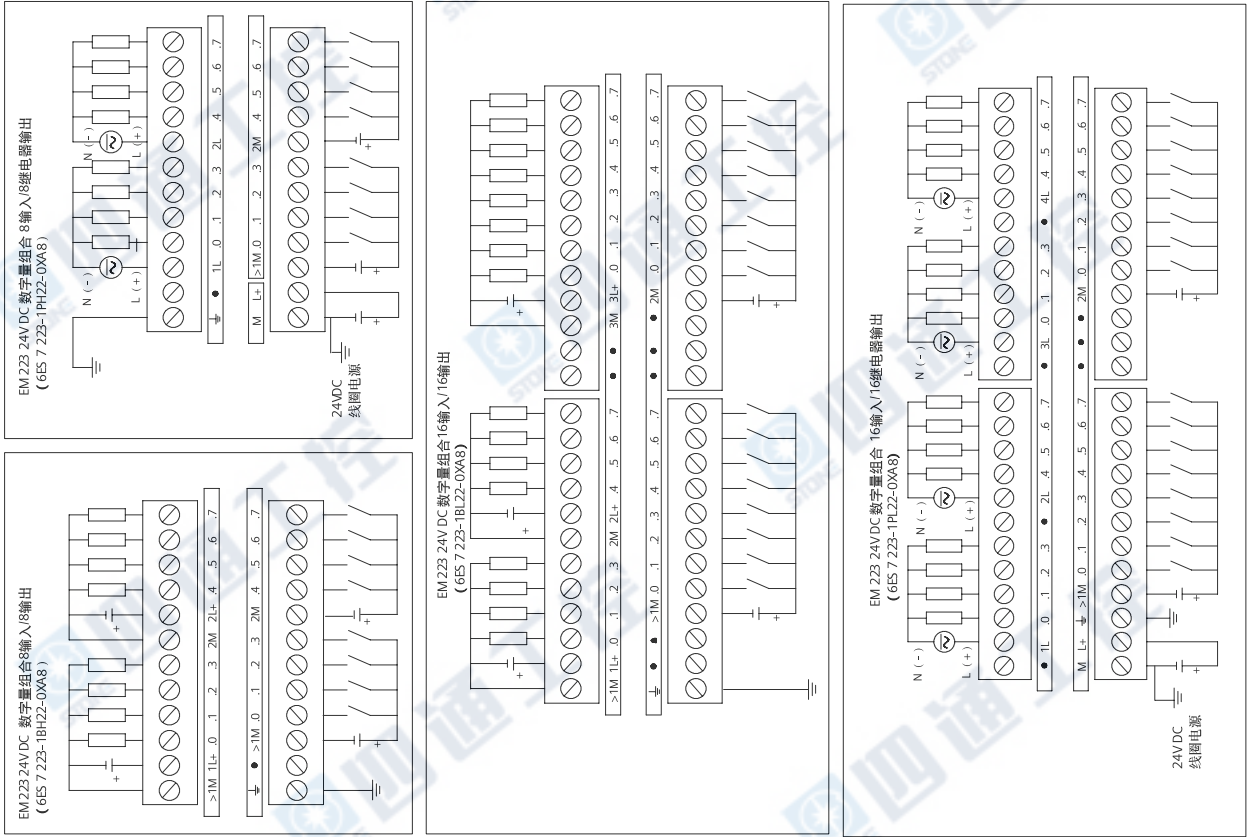 EM 223 24V DC 数字量组合 8输入/8继电器输出
(6ES 7 223-1PH22-0XA8)
N (-)
L (+)
N (-)
L (+)
⏚ ● 1L .0 .1 .2 .3 2L .4 .5 .6 .7
M L+ >1M .0 .1 .2 .3 2M .4 .5 .6 .7
24VDC
线圈电源
EM 223 24V DC 数字量组合8输入/8输出
(6ES 7 223-1BH22-0XA8)
>1M 1L+ .0 .1 .2 .3 2M 2L+ .4 .5 .6 .7
⏚ ● >1M .0 .1 .2 .3 2M .4 .5 .6 .7
EM 223 24V DC 数字量组合16输入/16输出
(6ES 7 223-1BL22-0XA8)
>1M 1L+ .0 .1 .2 .3 2M 2L+ .4 .5 .6 .7
● ● 3M 3L+ .0 .1 .2 .3 .4 .5 .6 .7
⏚ ● ● >1M .0 .1 .2 .3 .4 .5 .6 .7
● ● ● 2M .0 .1 .2 .3 .4 .5 .6 .7
EM 223 24V DC 数字量组合 16输入/16继电器输出
(6ES 7 223-1PL22-0XA8)
N (-)
L (+)
N (-)
L (+)
N (-)
L (+)
N (-)
L (+)
● 1L .0 .1 .2 .3 ● 2L .4 .5 .6 .7
● 3L .0 .1 .2 .3 ● 4L .4 .5 .6 .7
M L+ ⏚ >1M .0 .1 .2 .3 .4 .5 .6 .7
● ● ● 2M .0 .1 .2 .3 .4 .5 .6 .7
24V DC
线圈电源
四通工控
STONE